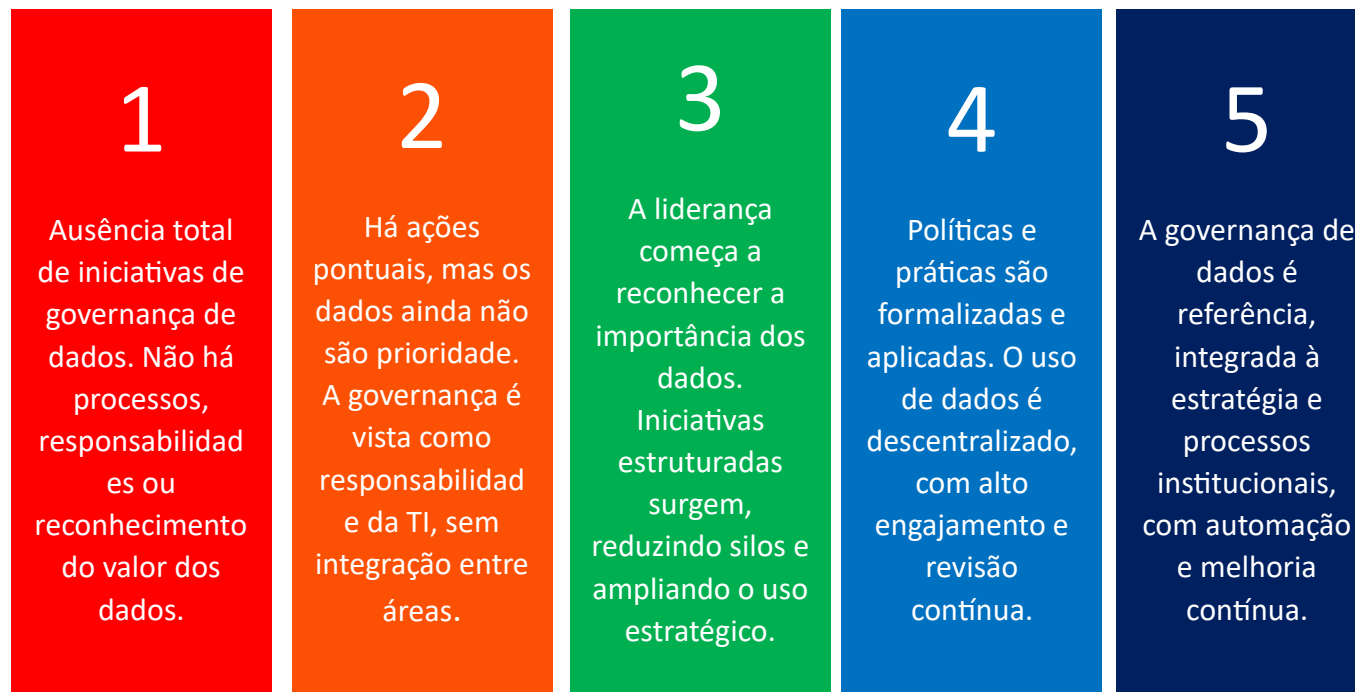 1
Ausência total
de iniciativas de
governança de
dados. Não há
processos,
responsabilidad
es ou
reconhecimento
do valor dos
dados.
2
Há ações
pontuais, mas os
dados ainda não
são prioridade.
A governança é
vista como
responsabilidad
e da TI, sem
integração entre
áreas.
3
A liderança
começa a
reconhecer a
importância dos
dados.
Iniciativas
estruturadas
surgem,
reduzindo silos e
ampliando o uso
estratégico.
4
Políticas e
práticas são
formalizadas e
aplicadas. O uso
de dados é
descentralizado,
com alto
engajamento e
revisão
contínua.
5
A governança de
dados é
referência,
integrada à
estratégia e
processos
institucionais,
com automação
e melhoria
contínua.